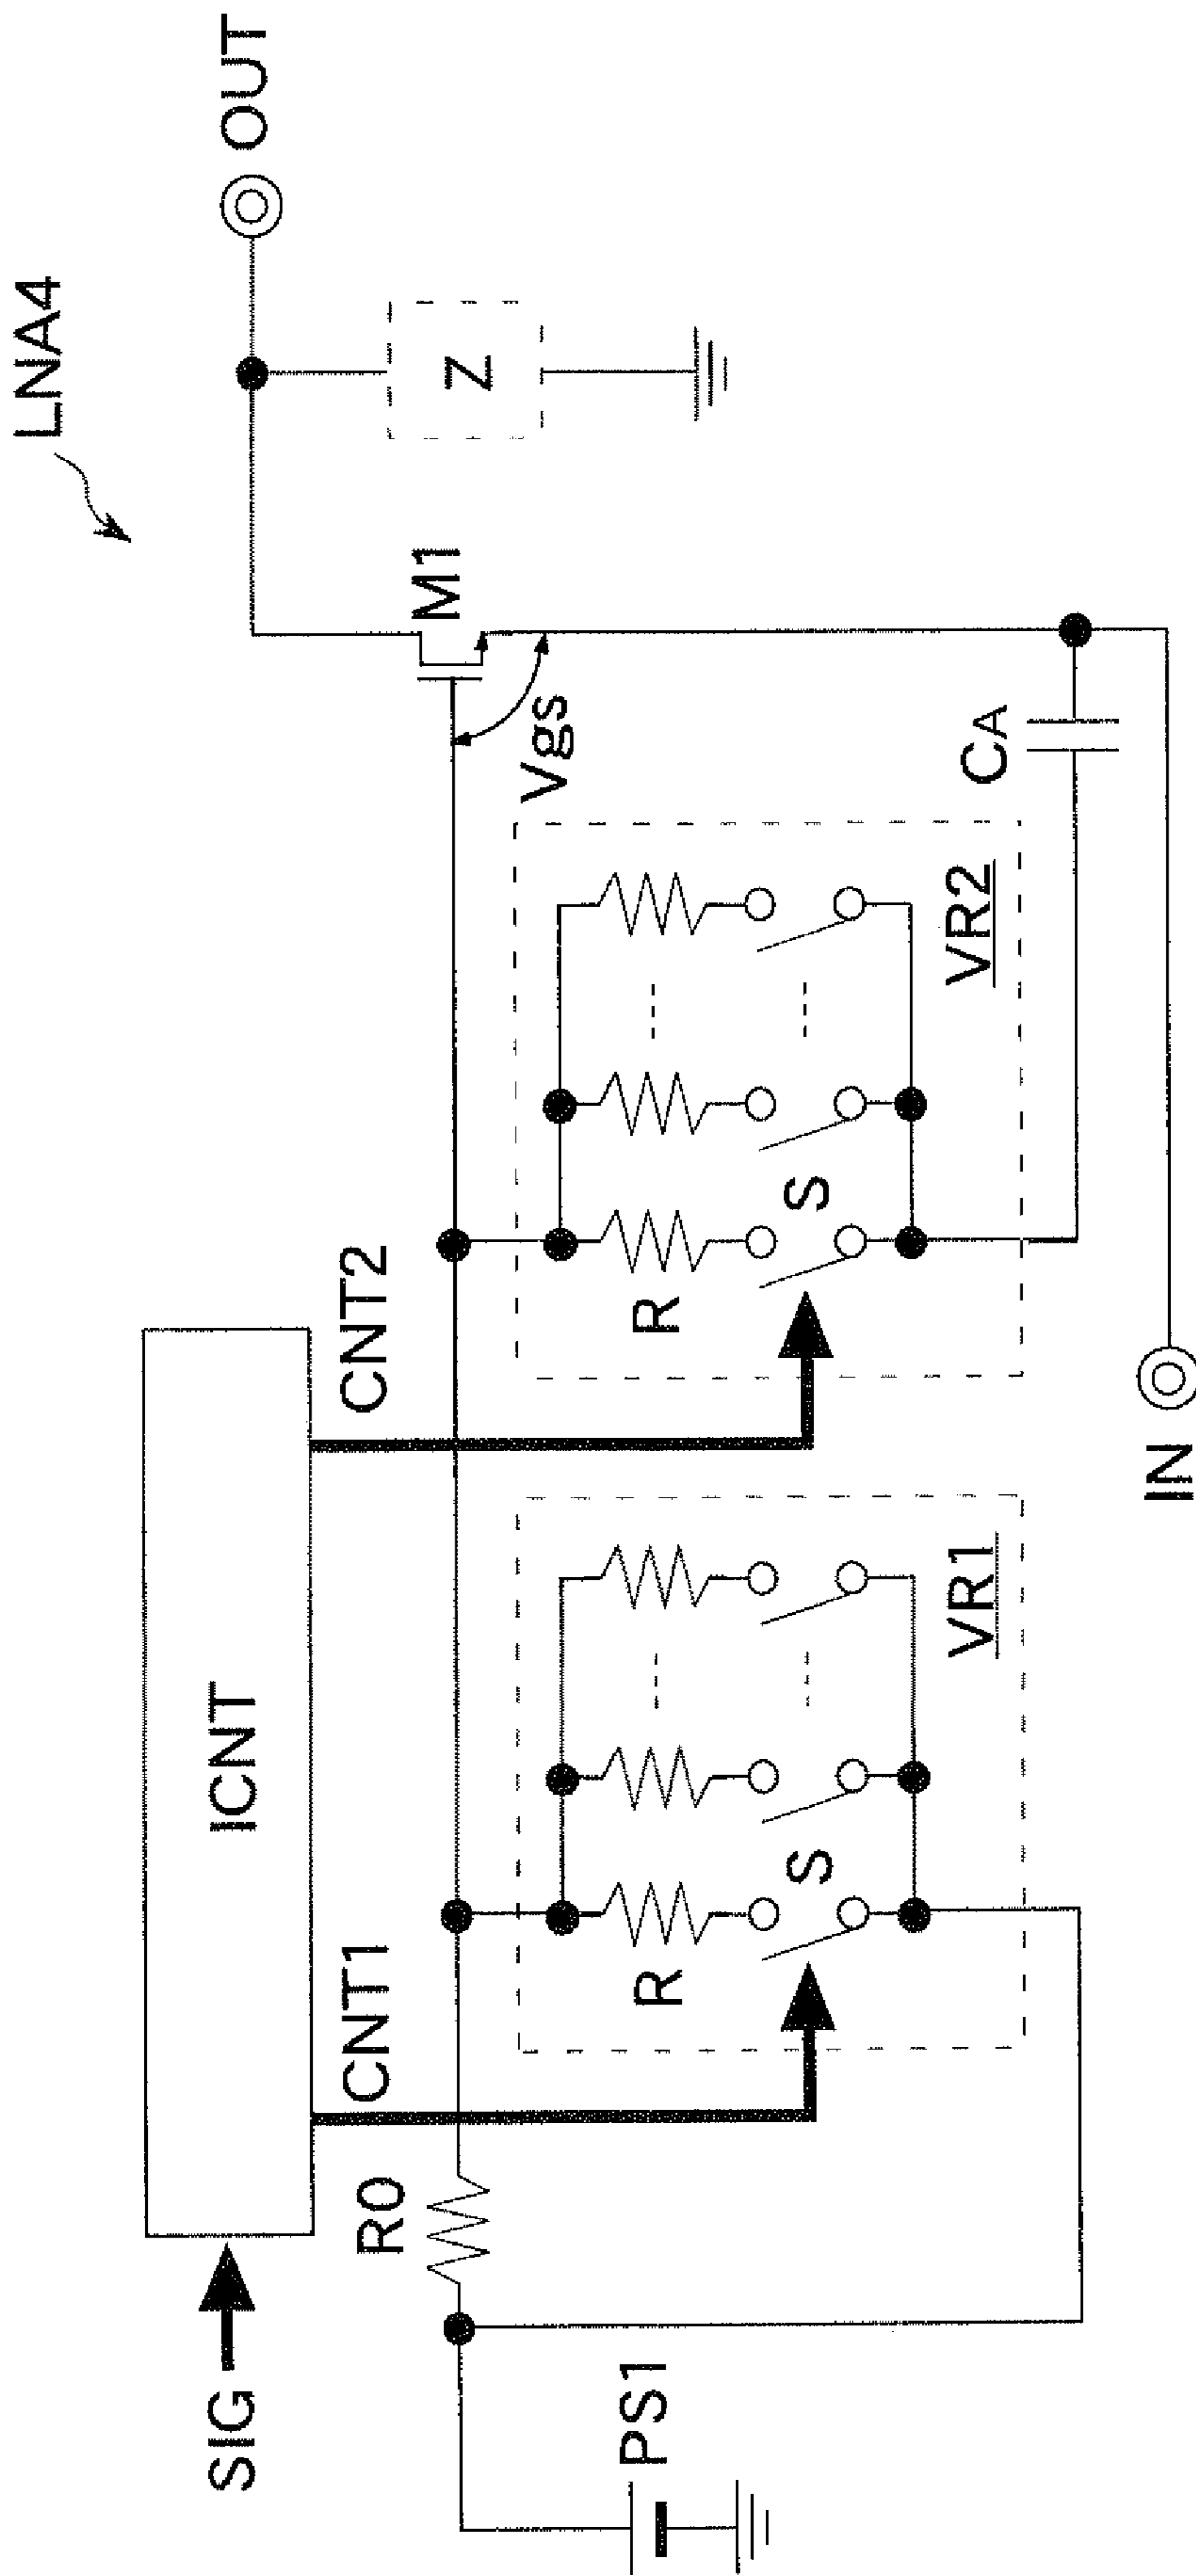 LNA4
SIG
ICNT
OUT
CNT1
CNT2
R0
M1
Z
PS1
Vgs
R
S
R
S
VR1
VR2
CA
IN